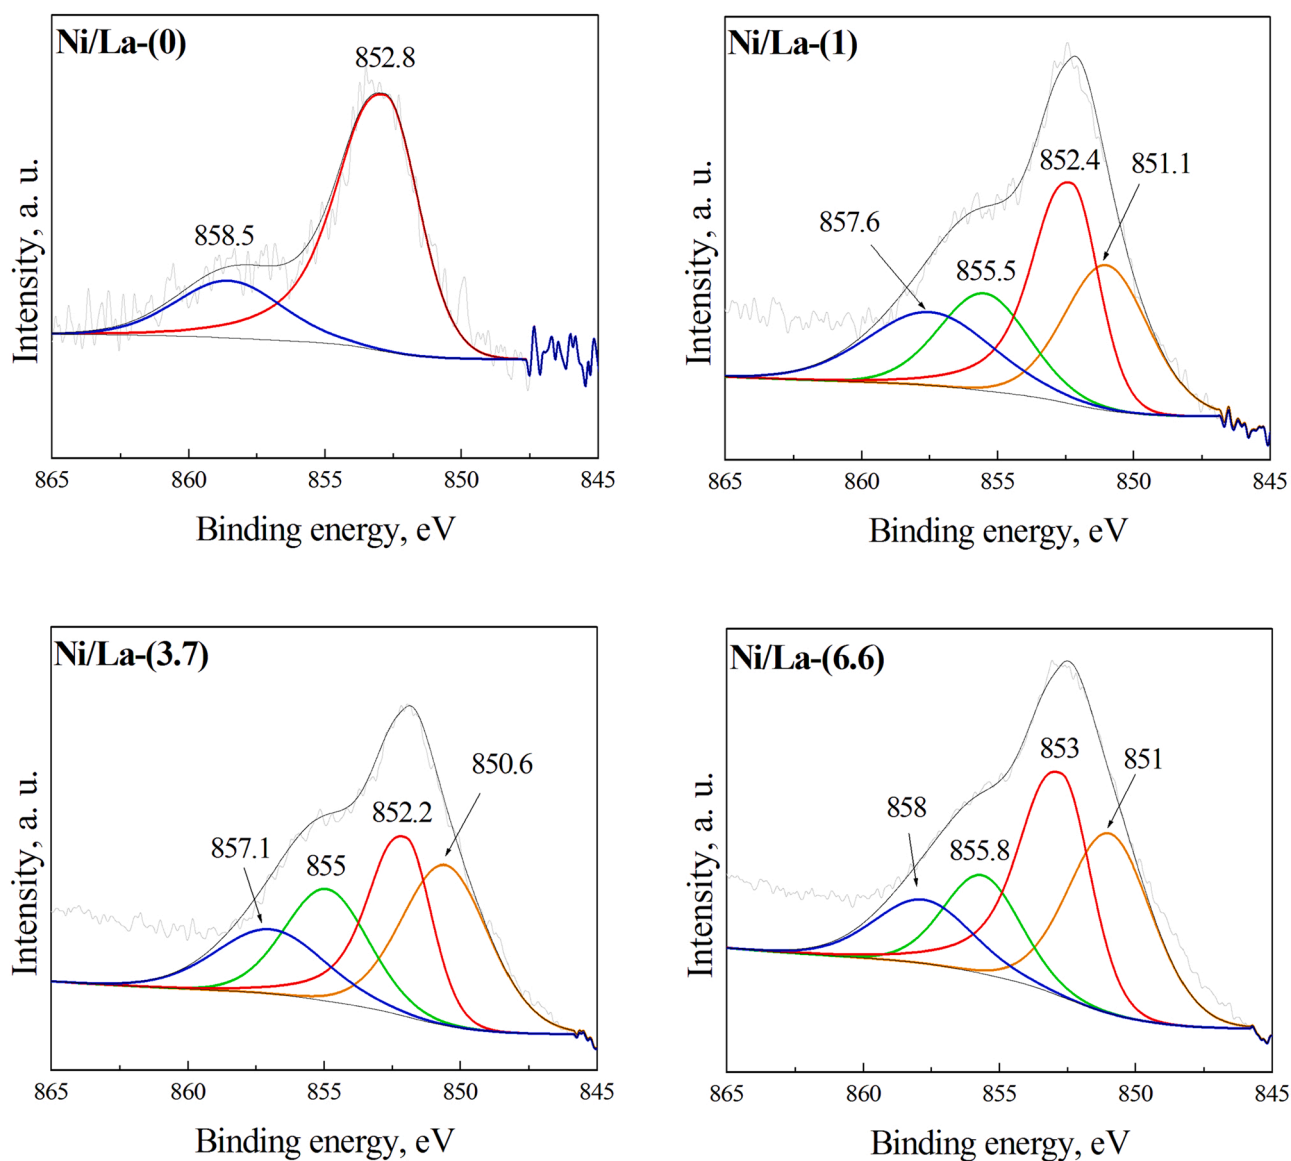 Ni/La-(0)
852.8
858.5
Intensity, a. u.
865 860 855 850 845
Binding energy, eV
Ni/La-(1)
852.4
851.1
857.6
855.5
Intensity, a. u.
865 860 855 850 845
Binding energy, eV
Ni/La-(3.7)
850.6
852.2
857.1
855
Intensity, a. u.
865 860 855 850 845
Binding energy, eV
Ni/La-(6.6)
853
851
858
855.8
Intensity, a. u.
865 860 855 850 845
Binding energy, eV